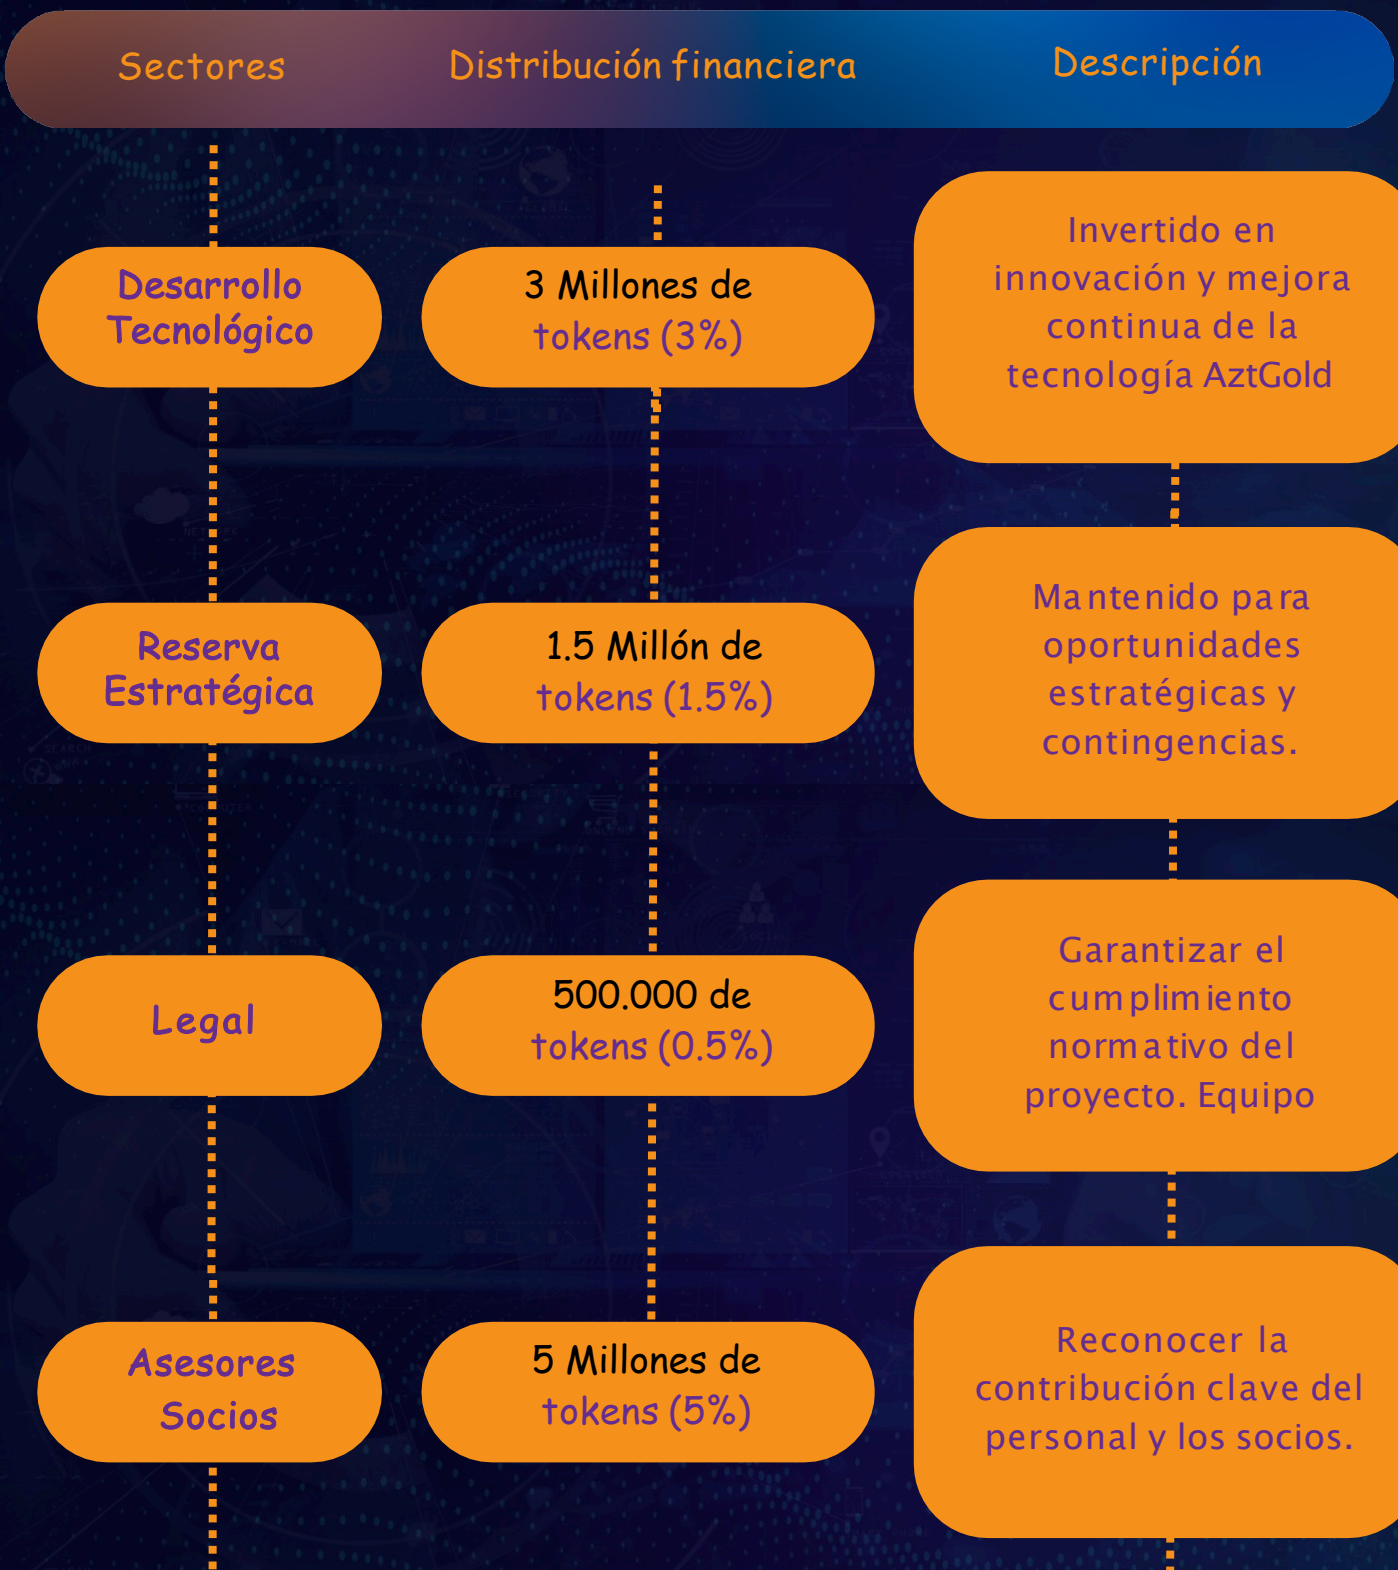 Sectores
Distribución financiera
Descripción
Desarrollo
Tecnológico
3 Millones de
tokens (3%)
Invertido en
innovación y mejora
continua de la
tecnología AztGold
Reserva
Estratégica
1.5 Millón de
tokens (1.5%)
Mantenido para
oportunidades
estratégicas y
contingencias.
Legal
500.000 de
tokens (0.5%)
Garantizar el
cumplimiento
normativo del
proyecto. Equipo
Asesores
Socios
5 Millones de
tokens (5%)
Reconocer la
contribución clave del
personal y los socios.